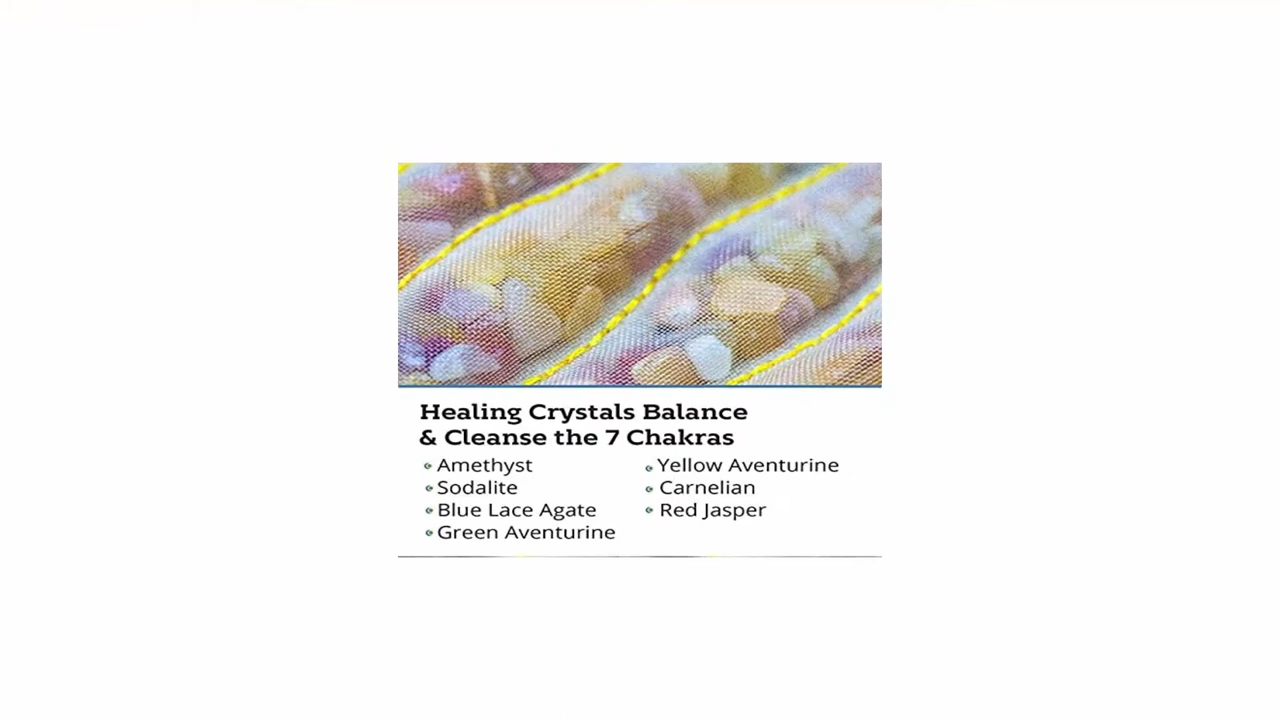 Healing Crystals Balance
& Cleanse the 7 Chakras
Amethyst
Sodalite
Blue Lace Agate
Green Aventurine
Yellow Aventurine
Carnelian
Red Jasper